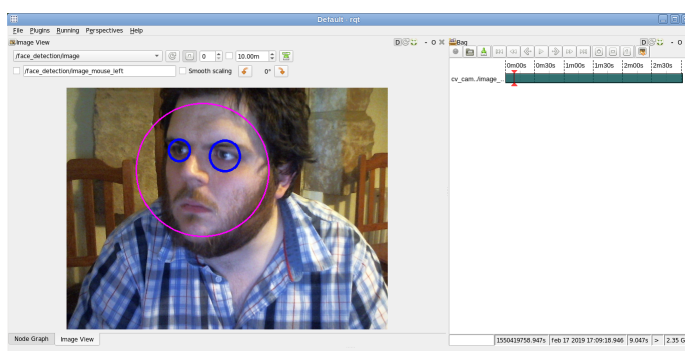 Default - rqt
File Plugins Running Perspectives Help
Image View
/face_detection/image
0
10.00m
/face_detection/image_mouse_left
Smooth scaling
0°
Node Graph
Image View
Bag
0m00s 0m30s 1m00s 1m30s 2m00s 2m30s
cv_cam../image_..
1550419758.947s
Feb 17 2019 17:09:18.946
9.047s
>
2.35 G